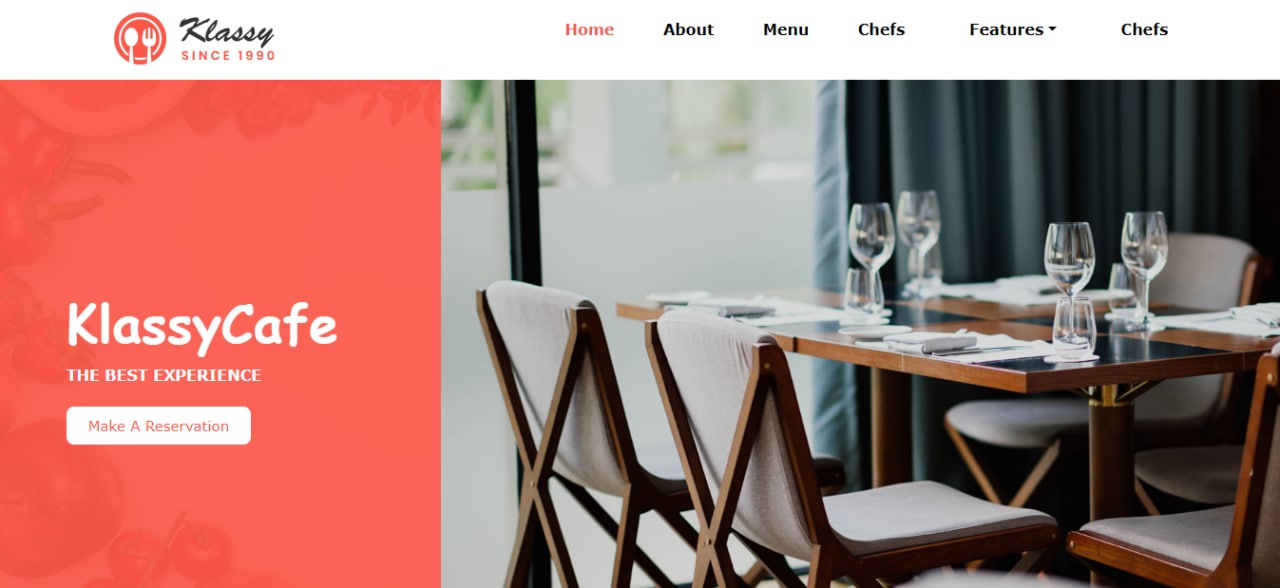 Klassy
SINCE 1990
Home About Menu Chefs Features Chefs
KlassyCafe
THE BEST EXPERIENCE
Make A Reservation